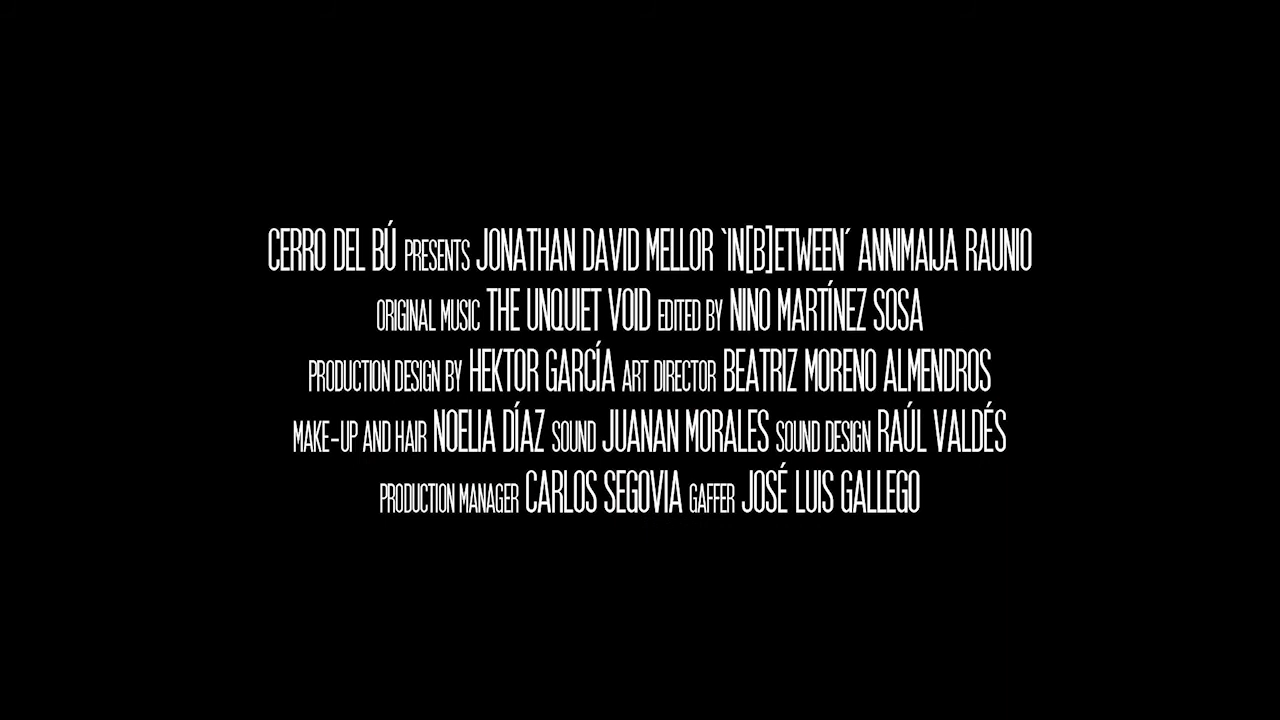 CERRO DEL BÚ PRESENTS JONATHAN DAVID MELLOR `IN[B]ETWEEN´ ANNIMAIJA RAUNIO
ORIGINAL MUSIC THE UNQUIET VOID EDITED BY NINO MARTÍNEZ SOSA
PRODUCTION DESIGN BY HEKTOR GARCÍA ART DIRECTOR BEATRIZ MORENO ALMENDROS
MAKE-UP AND HAIR NOELIA DÍAZ SOUND JUANAN MORALES SOUND DESIGN RAÚL VALDÉS
PRODUCTION MANAGER CARLOS SEGOVIA GAFFER JOSÉ LUIS GALLEGO